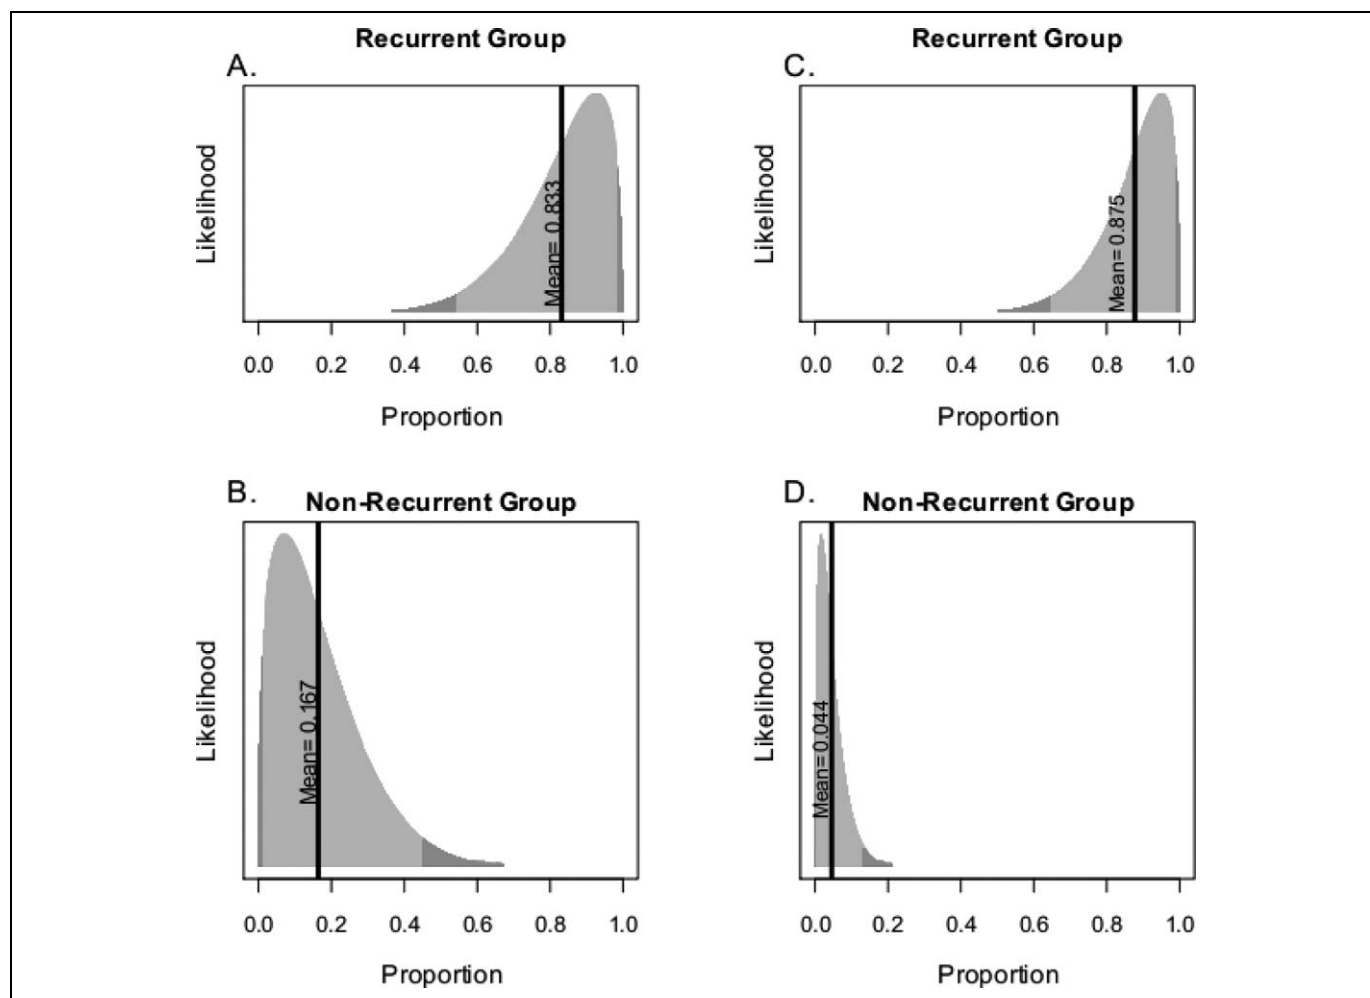 Recurrent Group
A.
Likelihood
Mean= 0.833
0.0 0.2 0.4 0.6 0.8 1.0
Proportion
Recurrent Group
C.
Likelihood
Mean= 0.875
0.0 0.2 0.4 0.6 0.8 1.0
Proportion
B.
Non-Recurrent Group
Likelihood
Mean= 0.167
0.0 0.2 0.4 0.6 0.8 1.0
Proportion
D.
Non-Recurrent Group
Likelihood
Mean= 0.044
0.0 0.2 0.4 0.6 0.8 1.0
Proportion